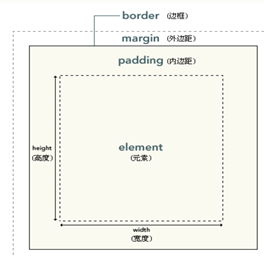 border (边框)
margin (外边距)
padding (内边距)
height
(高度)
element
(元素)
width
(宽度)